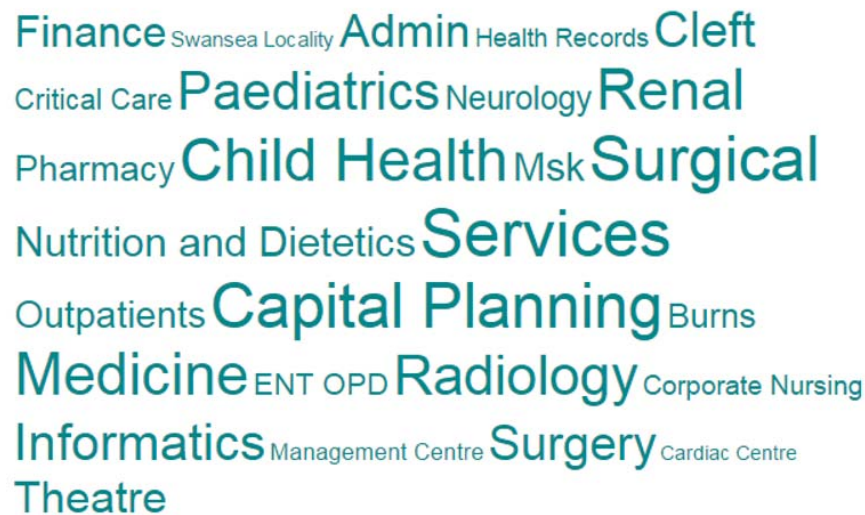 Finance Swansea Locality Admin Health Records Cleft
Critical Care Paediatrics Neurology Renal
Pharmacy Child Health Msk Surgical
Nutrition and Dietetics Services
Outpatients Capital Planning Burns
Medicine ENT OPD Radiology Corporate Nursing
Informatics Management Centre Surgery Cardiac Centre
Theatre